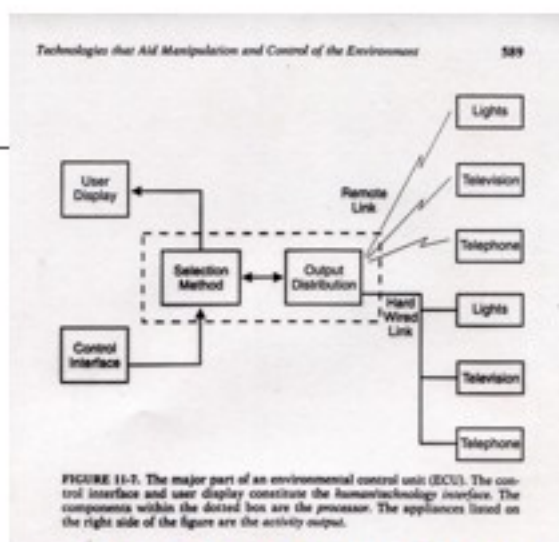 Technologies that Aid Manipulation and Control of the Environment 589
Lights
User
Display
Television
Remote
Link
Telephone
Selection
Method
Output
Distribution
Hard
Wired
Link
Lights
Control
Interface
Television
Telephone
FIGURE 11-7. The major part of an environmental control unit (ECU). The con-
trol interface and user display constitute the human/technology interface. The
components within the dotted box are the processor. The appliances listed on
the right side of the figure are the activity output.